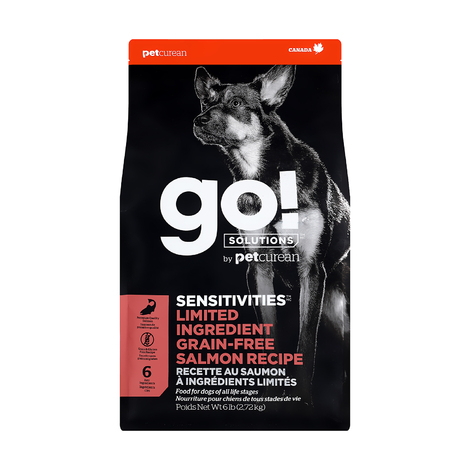 petcurean
CANADA
go!
SOLUTIONS
by petcurean
SENSITIVITIES
LIMITED
INGREDIENT
GRAIN-FREE
SALMON RECIPE
RECETTE AU SAUMON
À INGRÉDIENTS LIMITÉS
Food for dogs of all life stages
Nourriture pour chiens de tous stades de vie
Poids Net Wt 6 lb (2,72 kg)
6